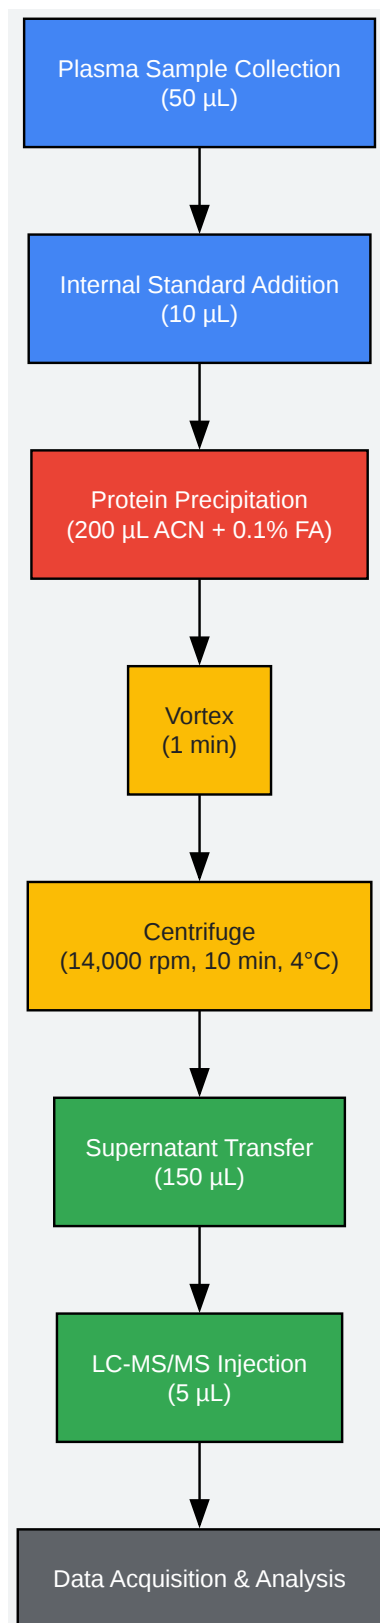 Plasma Sample Collection
(50 µL)
Internal Standard Addition
(10 µL)
Protein Precipitation
(200 µL ACN + 0.1% FA)
Vortex
(1 min)
Centrifuge
(14,000 rpm, 10 min, 4°C)
Supernatant Transfer
(150 µL)
LC-MS/MS Injection
(5 µL)
Data Acquisition & Analysis